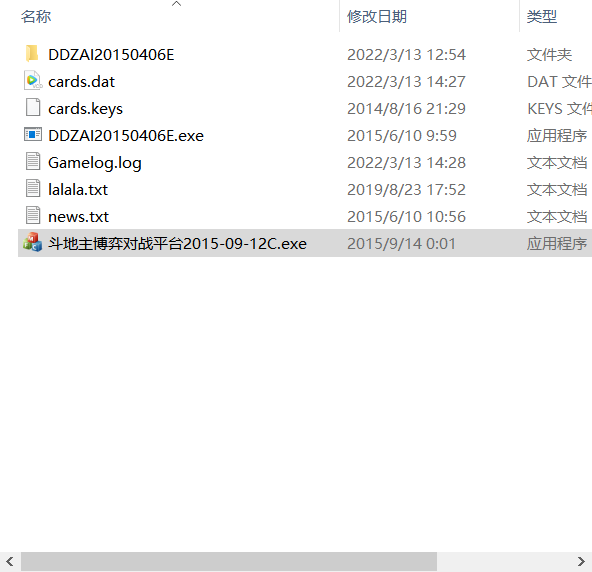 名称 修改日期 类型
DDZAI20150406E 2022/3/13 12:54 文件夹
cards.dat 2022/3/13 14:27 DAT 文件
cards.keys 2014/8/16 21:29 KEYS 文件
DDZAI20150406E.exe 2015/6/10 9:59 应用程序
Gamelog.log 2022/3/13 14:28 文本文档
lalala.txt 2019/8/23 17:52 文本文档
news.txt 2015/6/10 10:56 文本文档
斗地主博弈对战平台2015-09-12C.exe 2015/9/14 0:01 应用程序